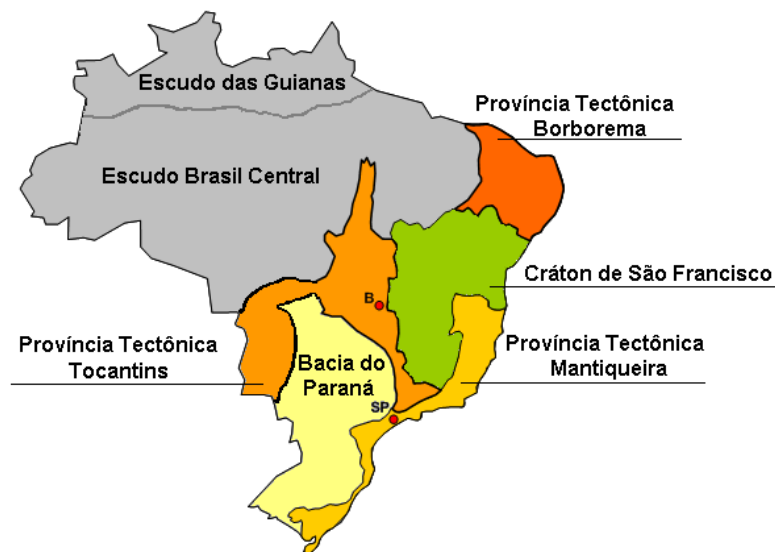 Escudo das Guianas
Província Tectônica
Borborema
Escudo Brasil Central
Cráton de São Francisco
B
Província Tectônica
Tocantins
Bacia do
Paraná
Província Tectônica
Mantiqueira
SP